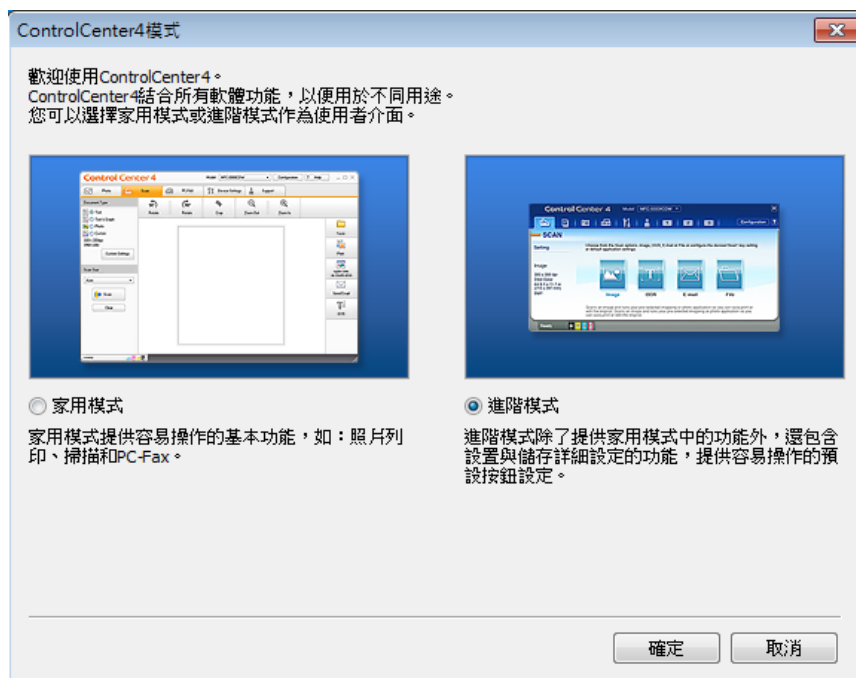 ControlCenter4模式
歡迎使用ControlCenter4。
ControlCenter4結合所有軟體功能，以便用於不同用途。
您可以選擇家用模式或進階模式作為使用者介面。
Control Center 4
Control Center 4
SCAN
Image
OCR
E-mail
File
家用模式
家用模式提供容易操作的基本功能，如：照片列
印、掃描和PC-Fax。
進階模式
進階模式除了提供家用模式中的功能外，還包含
設置與儲存詳細設定的功能，提供容易操作的預
設按鈕設定。
確定
取消